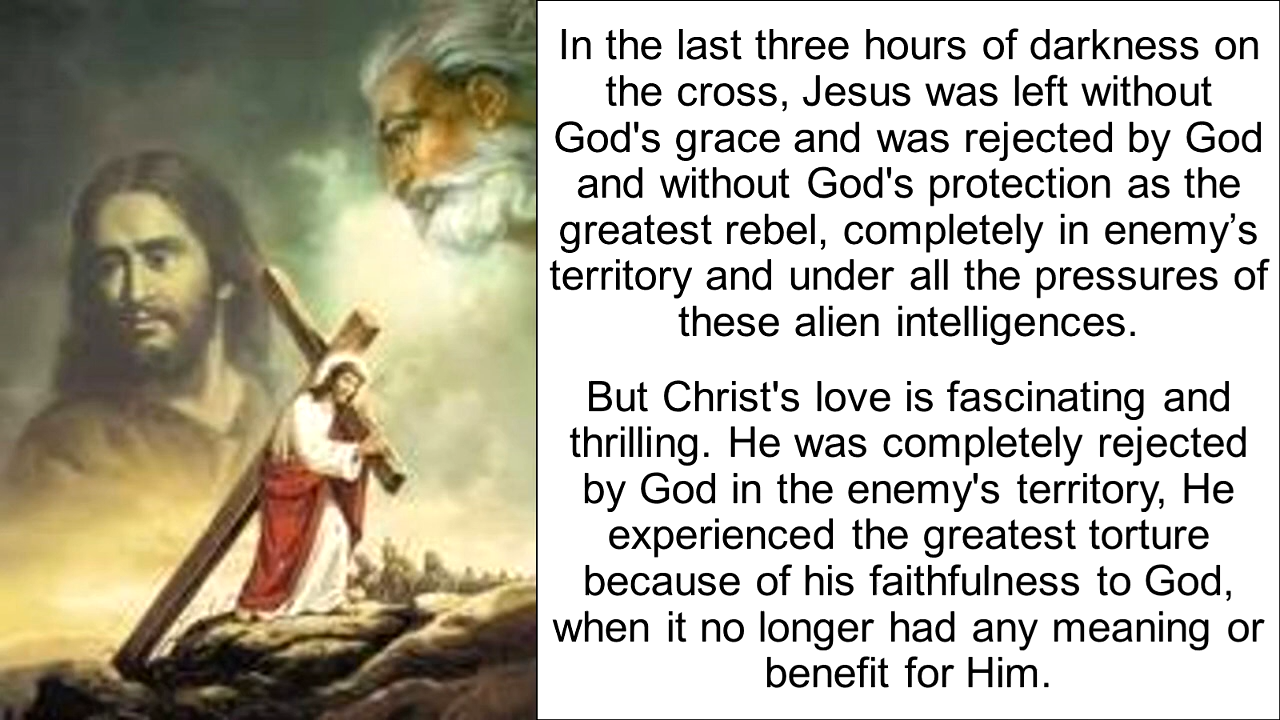 In the last three hours of darkness on
the cross, Jesus was left without
God's grace and was rejected by God
and without God's protection as the
greatest rebel, completely in enemy’s
territory and under all the pressures of
these alien intelligences.
But Christ's love is fascinating and
thrilling. He was completely rejected
by God in the enemy's territory, He
experienced the greatest torture
because of his faithfulness to God,
when it no longer had any meaning or
benefit for Him.